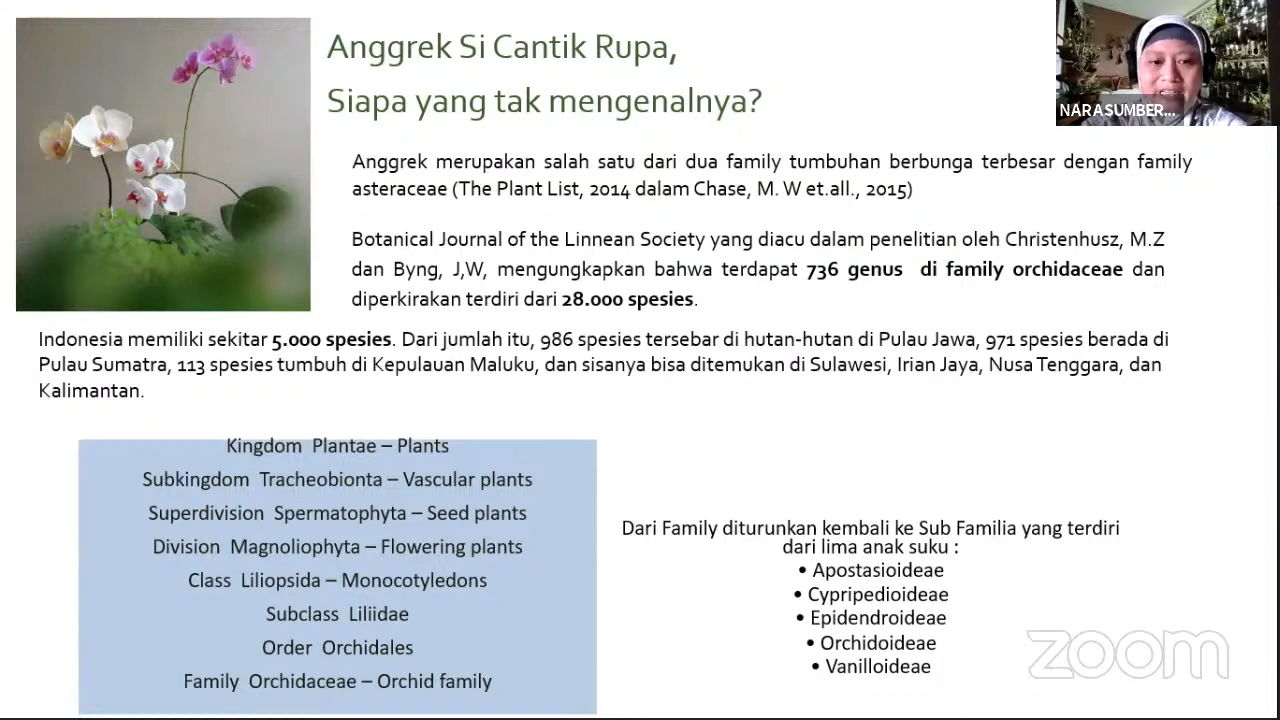 Anggrek Si Cantik Rupa,
Siapa yang tak mengenalnya?
NARASUMBER...
Anggrek merupakan salah satu dari dua family tumbuhan berbunga terbesar dengan family
asteraceae (The Plant List, 2014 dalam Chase, M. W et.all., 2015)
Botanical Journal of the Linnean Society yang diacu dalam penelitian oleh Christenhusz, M.Z
dan Byng, J,W, mengungkapkan bahwa terdapat 736 genus di family orchidaceae dan
diperkirakan terdiri dari 28.000 spesies.
Indonesia memiliki sekitar 5.000 spesies. Dari jumlah itu, 986 spesies tersebar di hutan-hutan di Pulau Jawa, 971 spesies berada di
Pulau Sumatra, 113 spesies tumbuh di Kepulauan Maluku, dan sisanya bisa ditemukan di Sulawesi, Irian Jaya, Nusa Tenggara, dan
Kalimantan.
Kingdom Plantae – Plants
Subkingdom Tracheobionta – Vascular plants
Superdivision Spermatophyta – Seed plants
Division Magnoliophyta – Flowering plants
Class Liliopsida – Monocotyledons
Subclass Liliidae
Order Orchidales
Family Orchidaceae – Orchid family
Dari Family diturunkan kembali ke Sub Familia yang terdiri
dari lima anak suku :
• Apostasioideae
• Cypripedioideae
• Epidendroideae
• Orchidoideae
• Vanilloideae
zoom